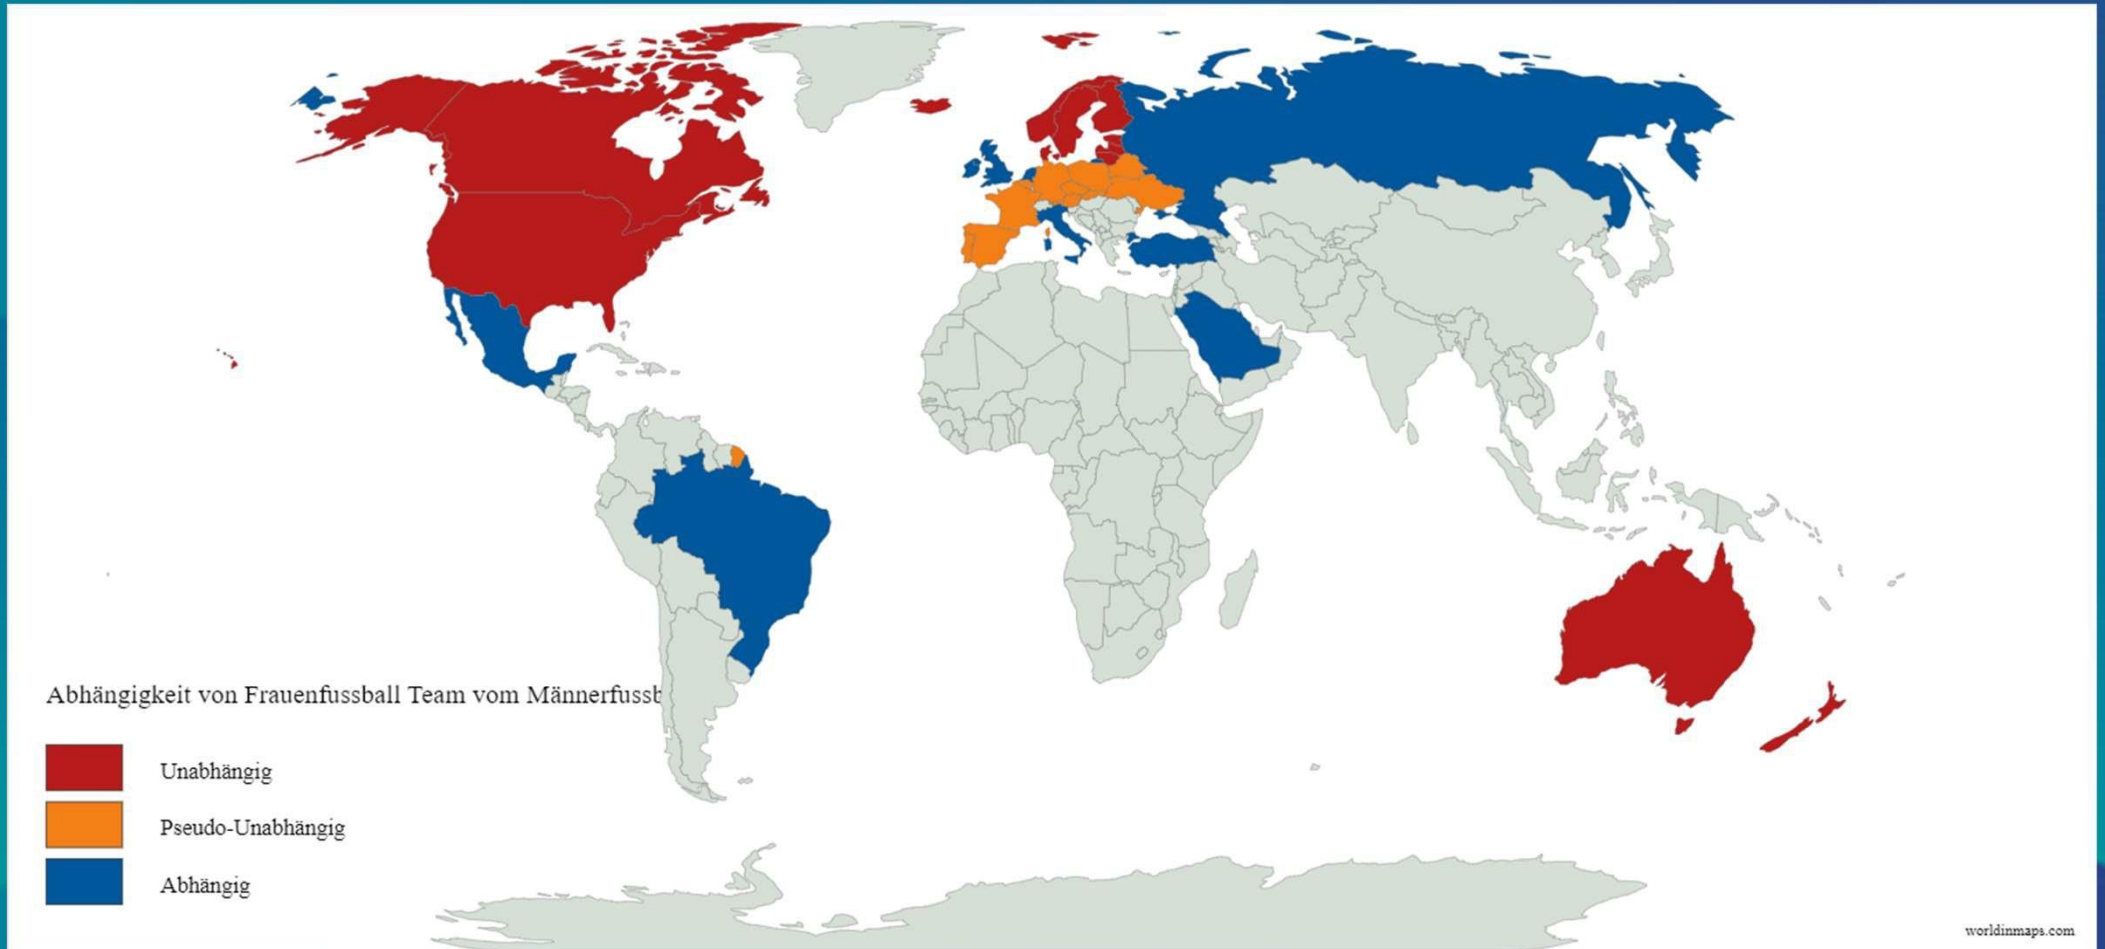 Abhängigkeit von Frauenfussball Team vom Männerfussb
Unabhängig
Pseudo-Unabhängig
Abhängig
worldinmaps.com